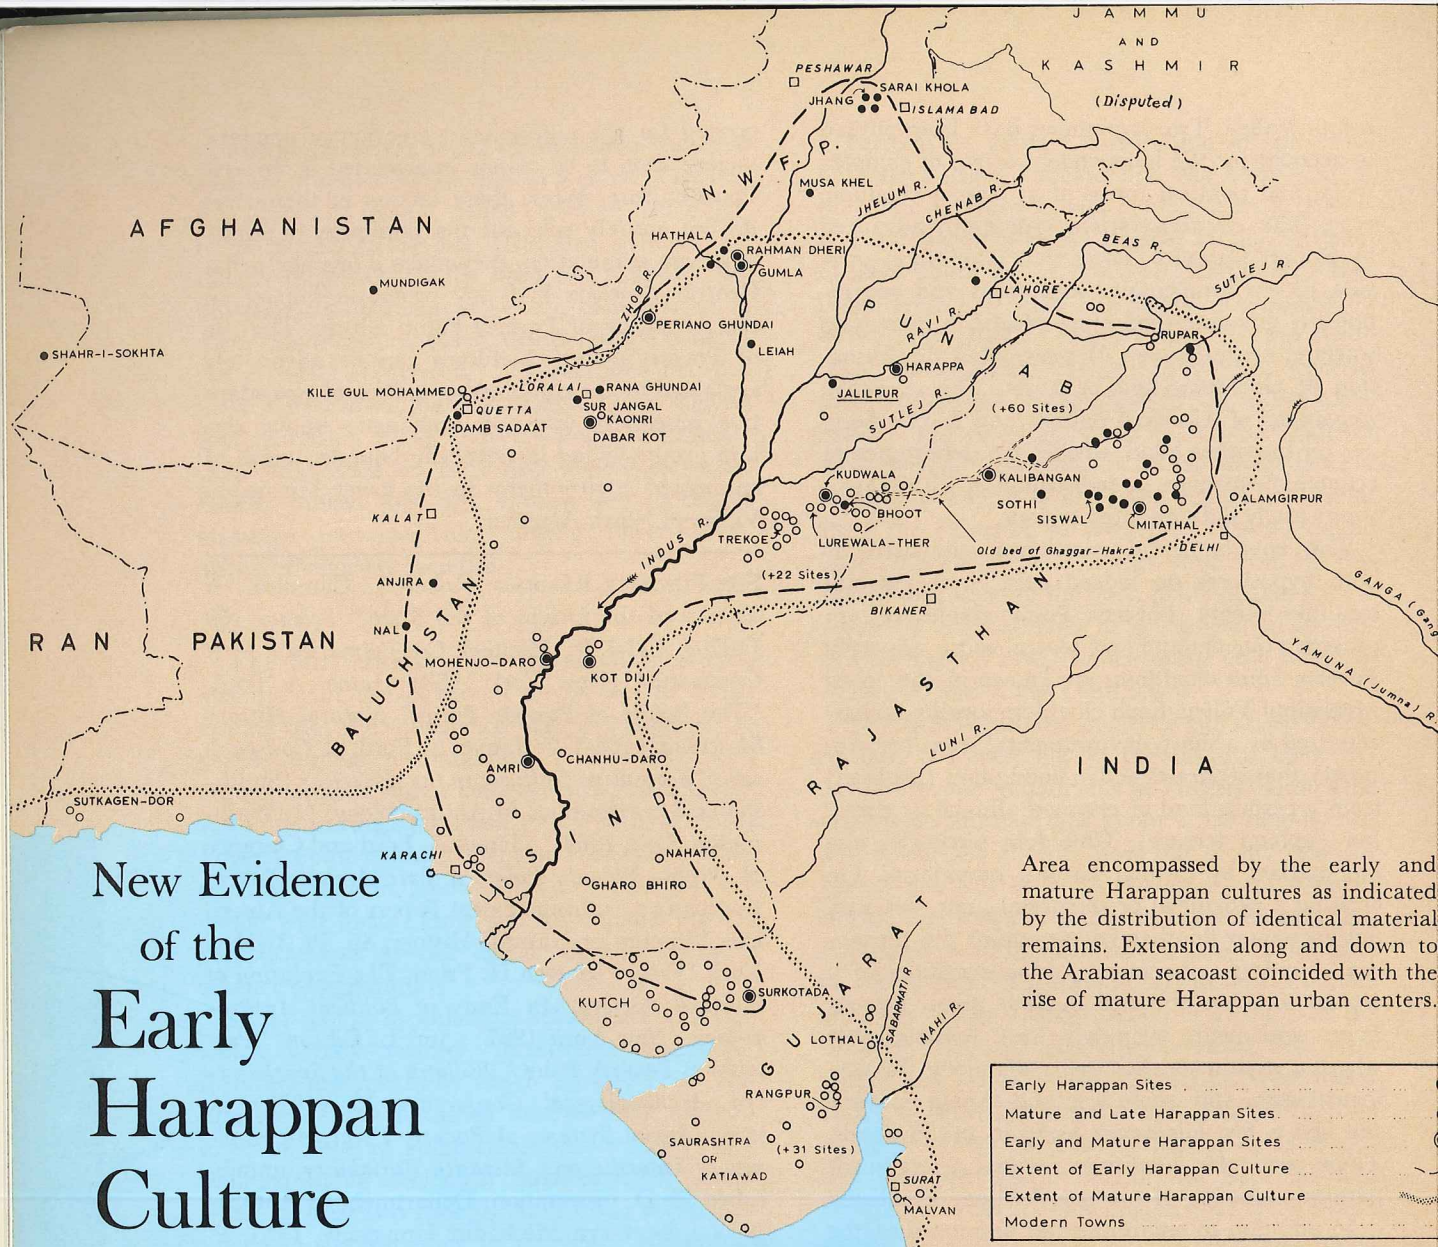 JAMMU
AND
KASHMIR
(Disputed)
PESHAWAR
SARAI KHOLA
JHANG
ISLAMABAD
N.W.F.P.
MUSA KHEL
JHELUM R.
CHENAB R.
AFGHANISTAN
HATHALA
RAHMAN DHERI
GUMLA
BEAS R.
SUTLEJ R
MUNDIGAK
ZHOB R.
LAHORE
PERIANO GHUNDAI
PUNJAB
RAVI R.
RUPAR
SHAHR-I-SOKHTA
LEIAH
HARAPPA
KILE GUL MOHAMMED
LORALAI
RANA GHUNDAI
JALILPUR
QUETTA
SUR JANGAL
KAONRI
(+60 Sites)
DAMB SADAAT
DABAR KOT
SUTLEJ R.
KUDWALA
KALIBANGAN
SOTHI
ALAMGIRPUR
KALAT
BHOOT
SISWAL
MITATHAL
INDUS R.
TREKOE
LUREWALA-THER
Old bed of Ghaggar-Hakra
DELHI
(+22 Sites)
ANJIRA
BIKANER
GANGA (Gang
NAL
RAN
PAKISTAN
BALUCHISTAN
MOHENJO-DARO
KOT DIJI
RAJASTHAN
YAMUNA (Jumna) R.
LUNI R.
AMRI
CHANHU-DARO
INDIA
SUTKAGEN-DOR
SIND
KARACHI
NAHATO
GHARO BHIRO
New Evidence
of the
Early
Harappan
Culture
Area encompassed by the early and
mature Harappan cultures as indicated
by the distribution of identical material
remains. Extension along and down to
the Arabian seacoast coincided with the
rise of mature Harappan urban centers.
KUTCH
SURKOTADA
GUJARAT
SABARMATI R
MAHI R.
LOTHAL
RANGPUR
SAURASHTRA
OR
KATIAWAD
(+31 Sites)
SURAT
MALVAN
Early Harappan Sites
Mature and Late Harappan Sites
Early and Mature Harappan Sites
Extent of Early Harappan Culture
Extent of Mature Harappan Culture
Modern Towns